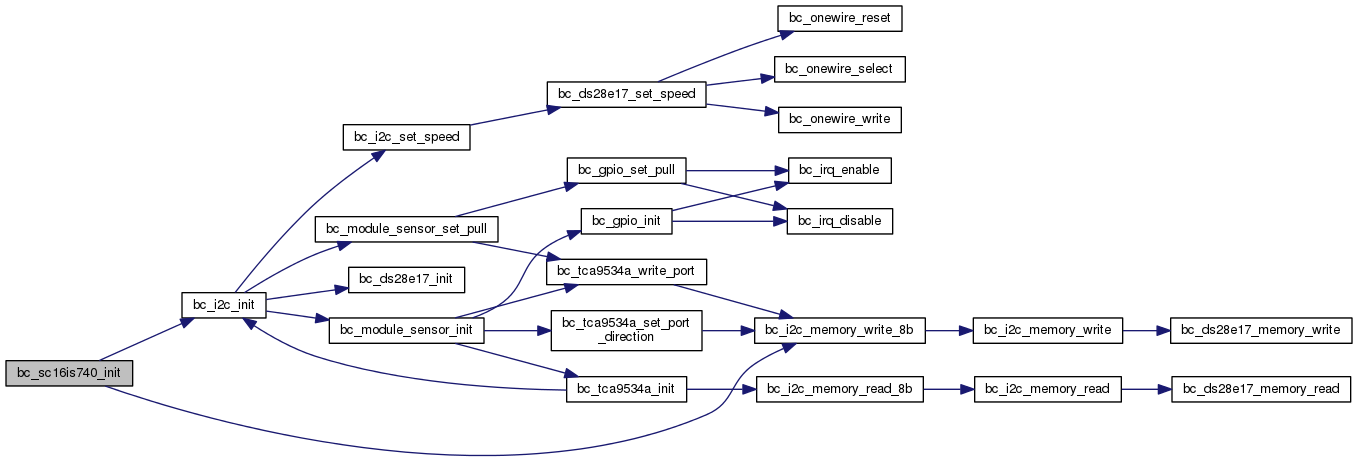 bc_onewire_reset
bc_onewire_select
bc_ds28e17_set_speed
bc_onewire_write
bc_i2c_set_speed
bc_gpio_set_pull
bc_irq_enable
bc_gpio_init
bc_irq_disable
bc_module_sensor_set_pull
bc_tca9534a_write_port
bc_ds28e17_init
bc_i2c_init
bc_module_sensor_init
bc_tca9534a_set_port
_direction
bc_i2c_memory_write_8b
bc_i2c_memory_write
bc_ds28e17_memory_write
bc_sc16is740_init
bc_tca9534a_init
bc_i2c_memory_read_8b
bc_i2c_memory_read
bc_ds28e17_memory_read